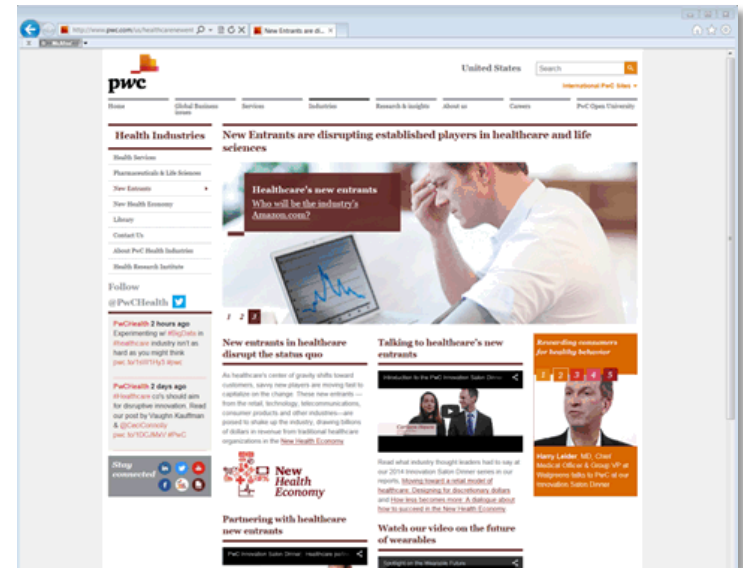 http://www.pwc.com/us/healthcarenewent
New Entrants are di...
pwc
United States
Search
International PwC Sites
Home
Global Business Issues
Services
Industries
Research & insights
About us
Careers
PwC Open University
Health Industries
Health Services
Pharmaceuticals & Life Sciences
New Entrants
New Health Economy
Library
Contact Us
About PwC Health Industries
Health Research Institute
Follow
@PwCHealth
PwCHealth 2 hours ago
Experimenting w/ #BigData in
#healthcare industry isn't as
hard as you might think
PwCHealth 2 days ago
#Healthcare co's should aim
for disruptive innovation. Read
our post by Vaughn Kauffman
& @CeciConnolly
Stay
connected
New Entrants are disrupting established players in healthcare and life
sciences
Healthcare's new entrants
Who will be the industry's
Amazon.com?
1 2 3
New entrants in healthcare
disrupt the status quo
As healthcare's center of gravity shifts toward
customers, savvy new players are moving fast to
capitalize on the change. These new entrants —
from the retail, technology, telecommunications,
consumer products and other industries—are
poised to shake up the industry, drawing billions
of dollars in revenue from traditional healthcare
organizations in the New Health Economy.
New
Health
Economy
Partnering with healthcare
new entrants
PwC Innovation Salon Dinner: Healthcare
Talking to healthcare's new
entrants
Introduction to the PwC Innovation Salon Dinner
Read what industry thought leaders had to say at
our 2014 Innovation Salon Dinner series in our
reports, Moving toward a retail model of
healthcare: Designing for discretionary dollars
and How less becomes more: A dialogue about
how to succeed in the New Health Economy.
Watch our video on the future
of wearables
Spotlight on the Wearable Future
Rewarding consumers
for healthy behavior
1 2 3 4 5
Harry Leider, MD, Chief
Medical Officer & Group VP at
Walgreens talks to PwC at our
Innovation Salon Dinner